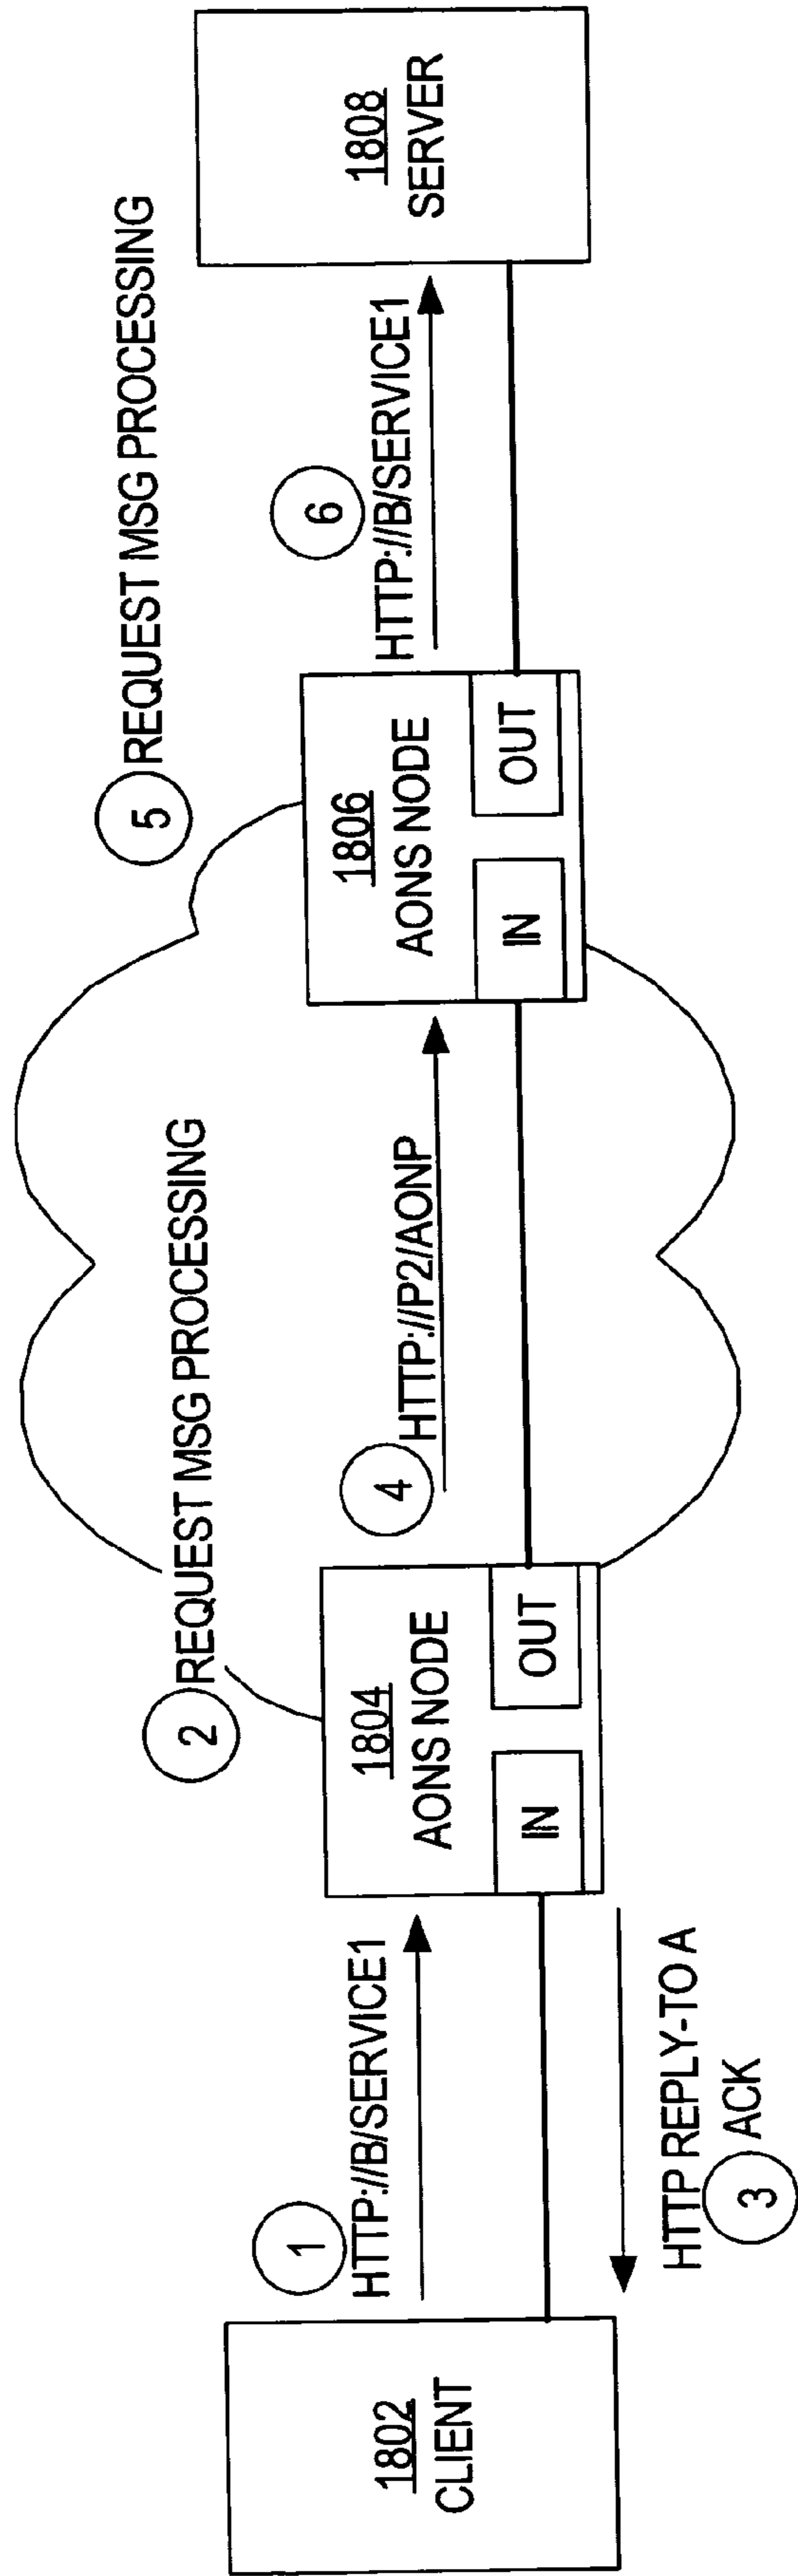 1802
CLIENT
1
HTTP://B/SERVICE1
HTTP REPLY-TO A
3 ACK
2 REQUEST MSG PROCESSING
1804
AONS NODE
IN
OUT
4
HTTP://P2/AONP
5 REQUEST MSG PROCESSING
1806
AONS NODE
IN
OUT
6
HTTP://B/SERVICE1
1808
SERVER